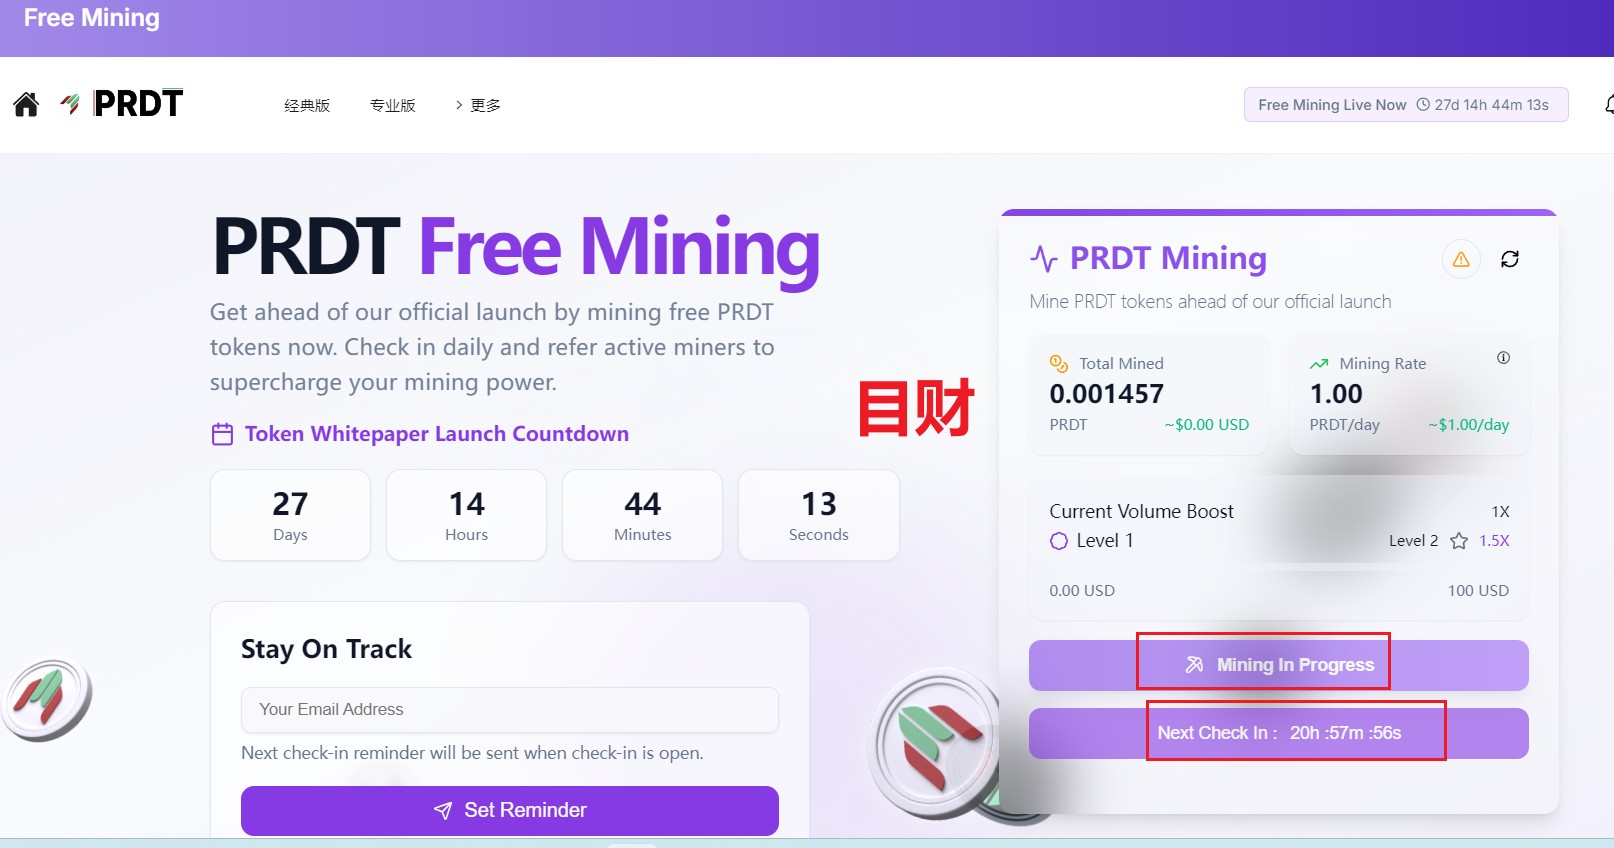 Free Mining
PRDT
经典版
专业版
更多
Free Mining Live Now 27d 14h 44m 13s
PRDT Free Mining
Get ahead of our official launch by mining free PRDT
tokens now. Check in daily and refer active miners to
supercharge your mining power.
Token Whitepaper Launch Countdown
27
Days
14
Hours
44
Minutes
13
Seconds
目财
Stay On Track
Your Email Address
Next check-in reminder will be sent when check-in is open.
Set Reminder
PRDT Mining
Mine PRDT tokens ahead of our official launch
Total Mined
0.001457
PRDT ~$0.00 USD
Mining Rate
1.00
PRDT/day ~$1.00/day
Current Volume Boost 1X
Level 1 Level 2 1.5X
0.00 USD 100 USD
Mining In Progress
Next Check In : 20h :57m :56s